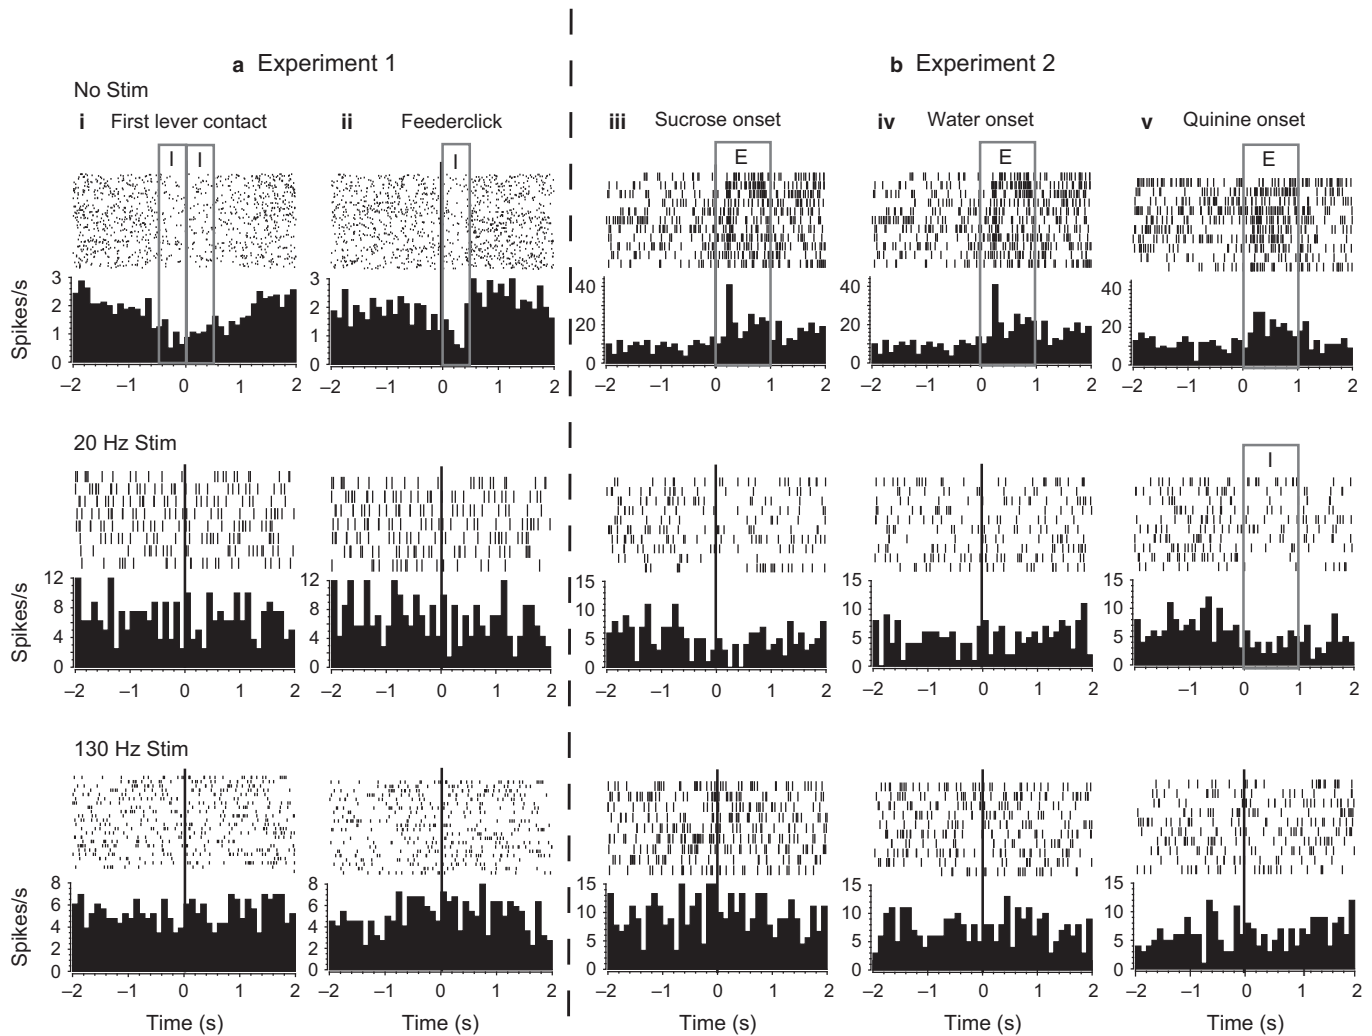 a Experiment 1
b Experiment 2
No Stim
i First lever contact
ii Feederclick
iii Sucrose onset
iv Water onset
v Quinine onset
I I
I
E
E
E
Spikes/s
3 2 1 0
3 2 1 0
40 20 0
40 20 0
40 20 0
–2 –1 0 1 2
–2 –1 0 1 2
–2 –1 0 1 2
–2 –1 0 1 2
–2 –1 0 1 2
20 Hz Stim
I
Spikes/s
12 8 4 0
12 8 4 0
15 10 5 0
15 10 5 0
15 10 5 0
–2 –1 0 1 2
–2 –1 0 1 2
–2 –1 0 1 2
–2 –1 0 1 2
–1 0 1 2
130 Hz Stim
Spikes/s
8 6 4 2 0
8 6 4 2 0
15 10 5 0
15 10 5 0
15 10 5 0
–2 –1 0 1 2
–2 –1 0 1 2
–2 –1 0 1 2
–2 –1 0 1 2
–2 –1 0 1 2
Time (s)
Time (s)
Time (s)
Time (s)
Time (s)